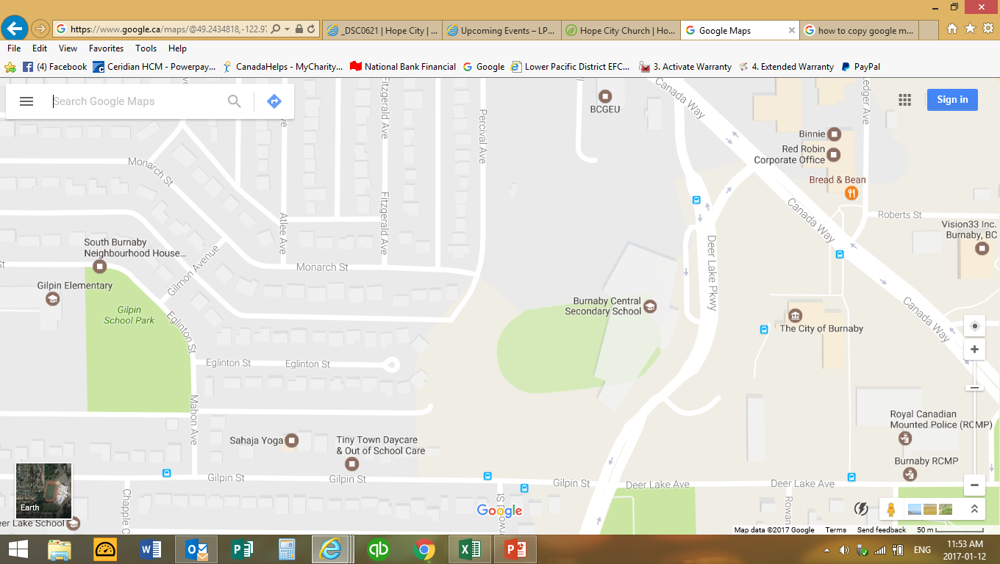 https://www.google.ca/maps/@49.2434818,-122.97
_DSC0621 | Hope City | ...
Upcoming Events – LP...
Hope City Church | Ho...
Google Maps
how to copy google m...
File Edit View Favorites Tools Help
(4) Facebook
Ceridian HCM - Powerpay...
CanadaHelps - MyCharity...
National Bank Financial
Google
Lower Pacific District EFC...
3. Activate Warranty
4. Extended Warranty
PayPal
Search Google Maps
Sign in
Fitzgerald Ave
Percival Ave
BCGEU
Canada Way
edger Ave
Binnie
Red Robin
Corporate Office
Bread & Bean
Monarch St
Atlee Ave
Fitzgerald Ave
Canada Way
Roberts St
Vision33 Inc.
Burnaby, BC
South Burnaby
Neighbourhood House...
Gilmon Avenue
Monarch St
Deer Lake Pkwy
Gilpin Elementary
Gilpin
School Park
Eglinton St
Burnaby Central
Secondary School
Canada Way
The City of Burnaby
Eglinton St
Eglinton St
Mahon Ave
Royal Canadian
Mounted Police (RCMP)
Sahaja Yoga
Tiny Town Daycare
& Out of School Care
Burnaby RCMP
Gilpin St
Gilpin St
Gilpin St
Deer Lake Ave
Deer Lake Ave
Chapple C
Rowan
Earth
Google
eer Lake School
Map data ©2017 Google Terms Send feedback 50 m
qb
ENG
11:53 AM
2017-01-12